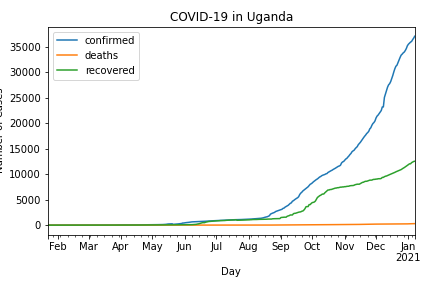 COVID-19 in Uganda
confirmed
deaths
recovered
35000
30000
25000
20000
15000
10000
5000
0
Feb Mar Apr May Jun Jul Aug Sep Oct Nov Dec Jan
2021
Day